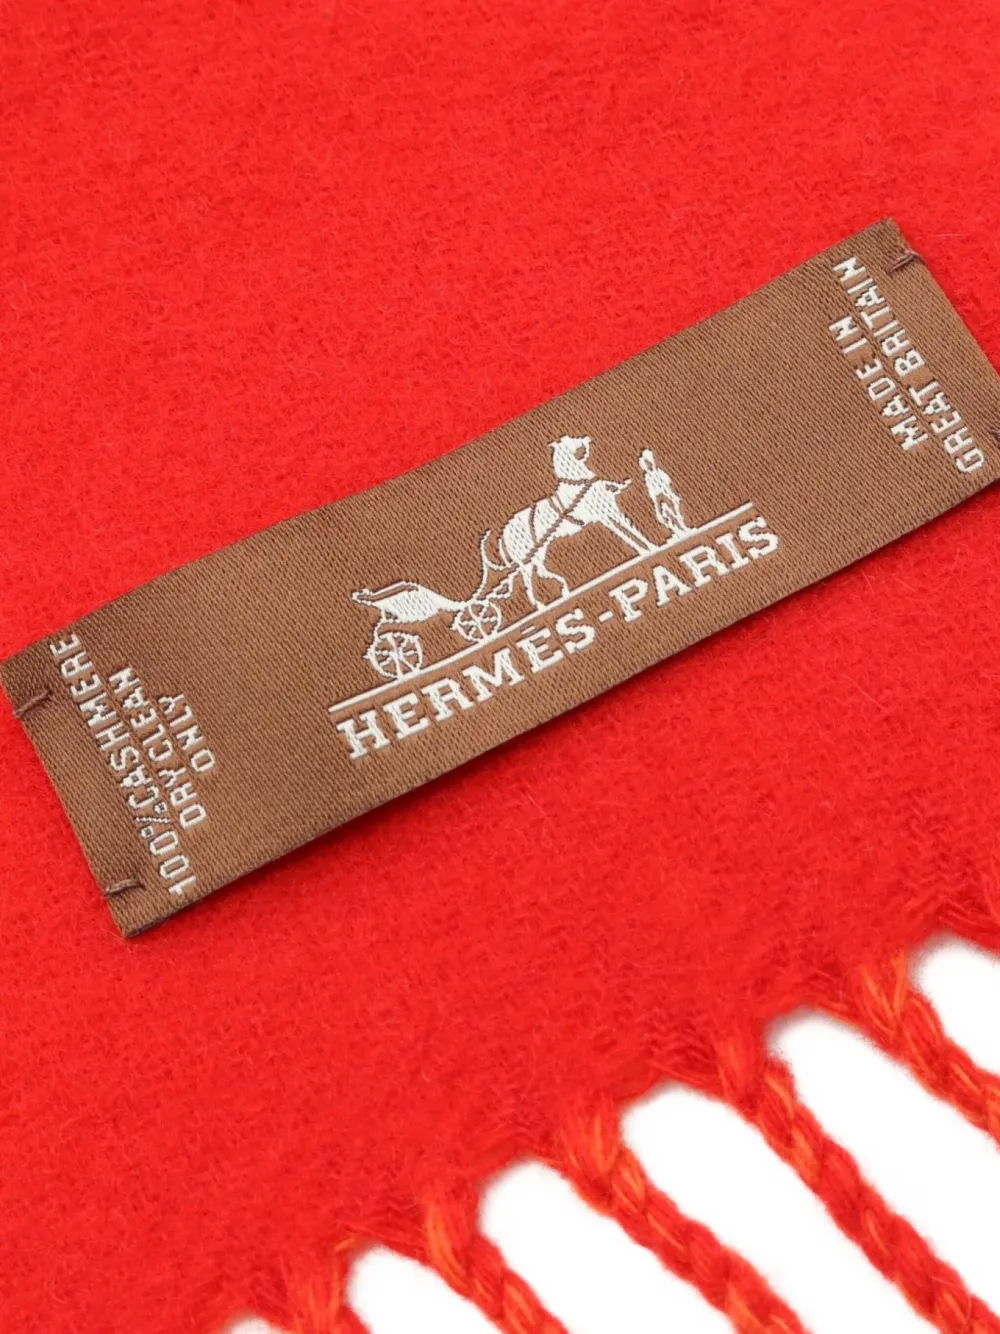 100% CASHMERE
DRY CLEAN
ONLY
HERMÈS-PARIS
MADE IN
GREAT BRITAIN